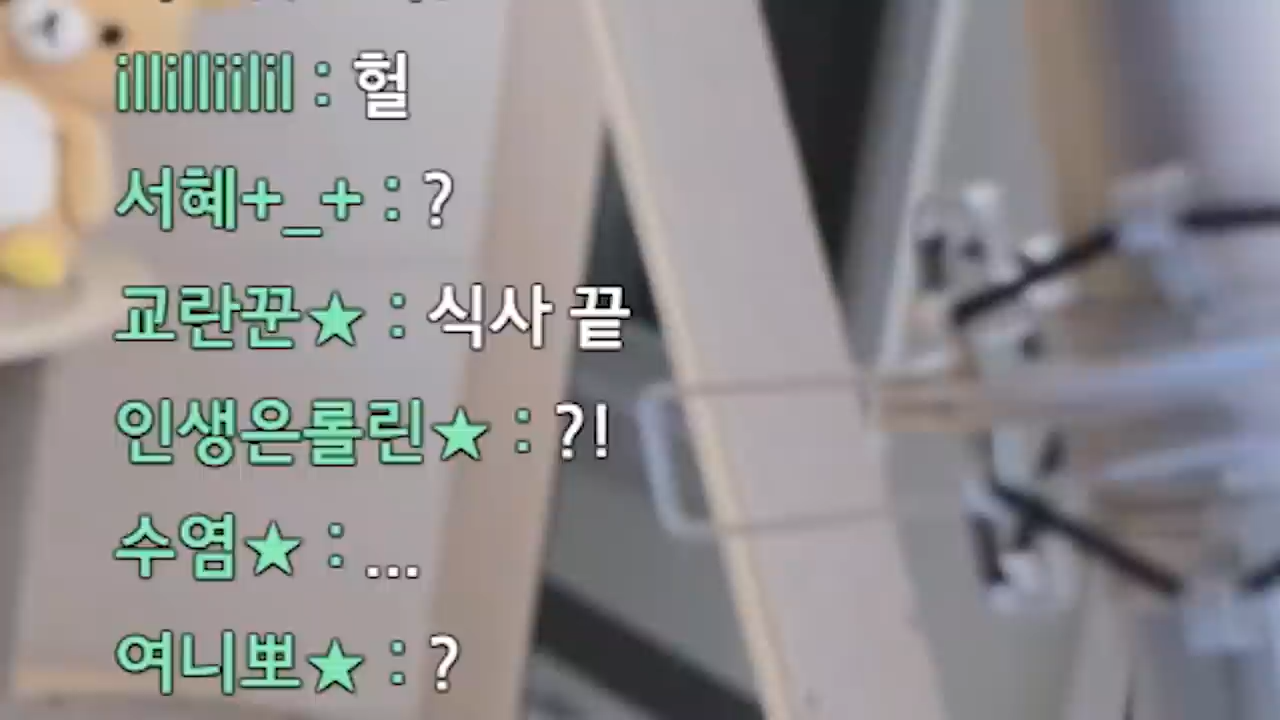 illilliilil : 헐
서혜+_+ : ?
교란꾼★ : 식사 끝
인생은롤린★ : ?!
수염★ : ...
여니뽀★ : ?